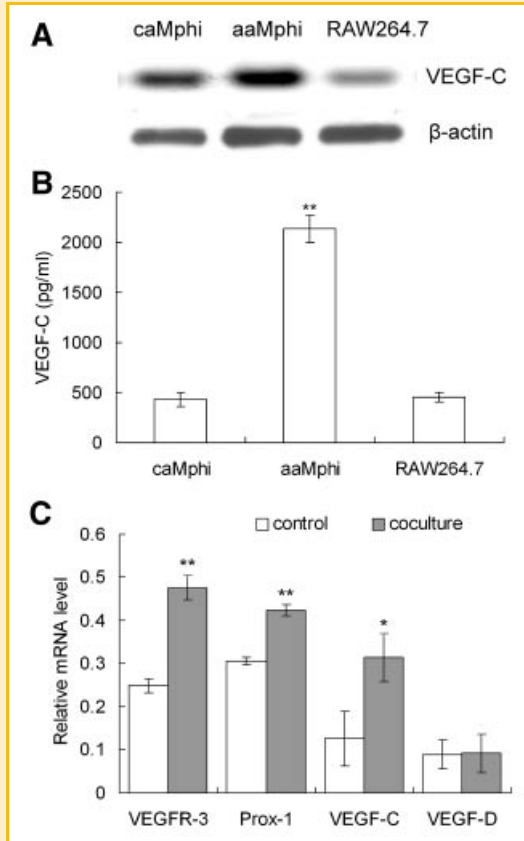 A
caMphi aaMphi RAW264.7
VEGF-C
β-actin
B
VEGF-C (pg/ml)
2500
2000
1500
1000
500
0
**
caMphi aaMphi RAW264.7
C
control coculture
Relative mRNA level
0.6
0.5
0.4
0.3
0.2
0.1
0
**
**
*
VEGFR-3 Prox-1 VEGF-C VEGF-D